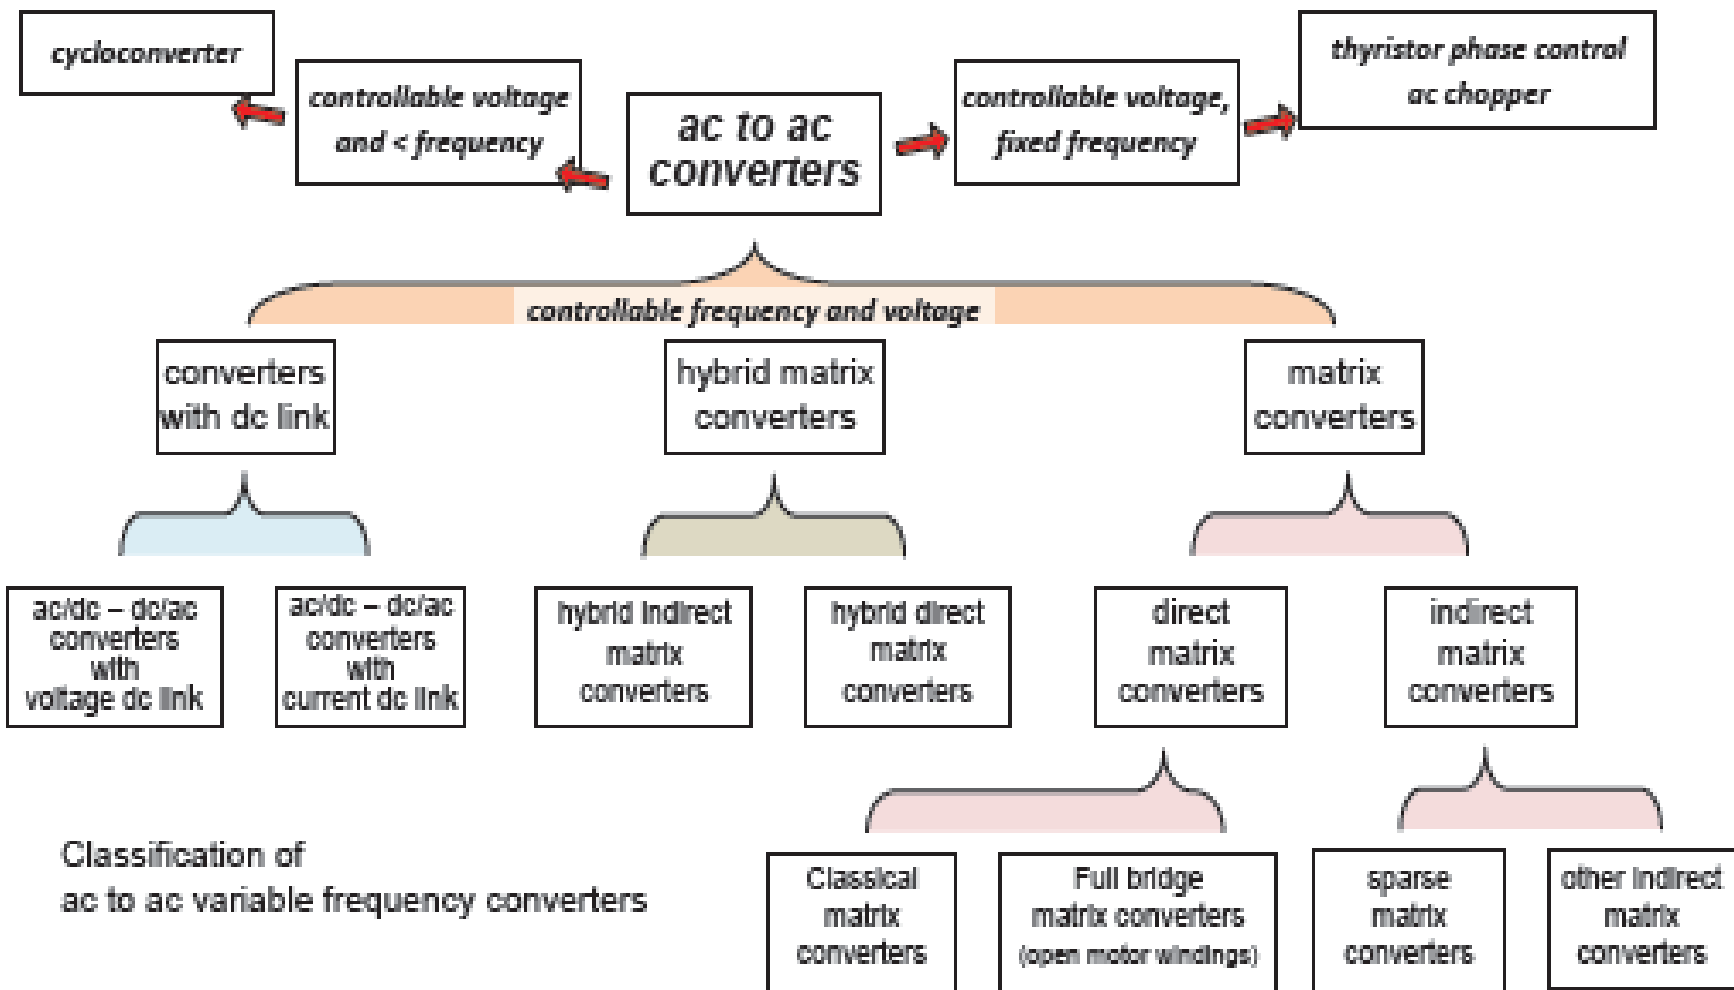 cycloconverter
controllable voltage
and < frequency
ac to ac
converters
controllable voltage,
fixed frequency
thyristor phase control
ac chopper
controllable frequency and voltage
converters
with dc link
hybrid matrix
converters
matrix
converters
ac/dc – dc/ac
converters
with
voltage dc link
ac/dc – dc/ac
converters
with
current dc link
hybrid indirect
matrix
converters
hybrid direct
matrix
converters
direct
matrix
converters
indirect
matrix
converters
Classification of
ac to ac variable frequency converters
Classical
matrix
converters
Full bridge
matrix converters
(open motor windings)
sparse
matrix
converters
other indirect
matrix
converters